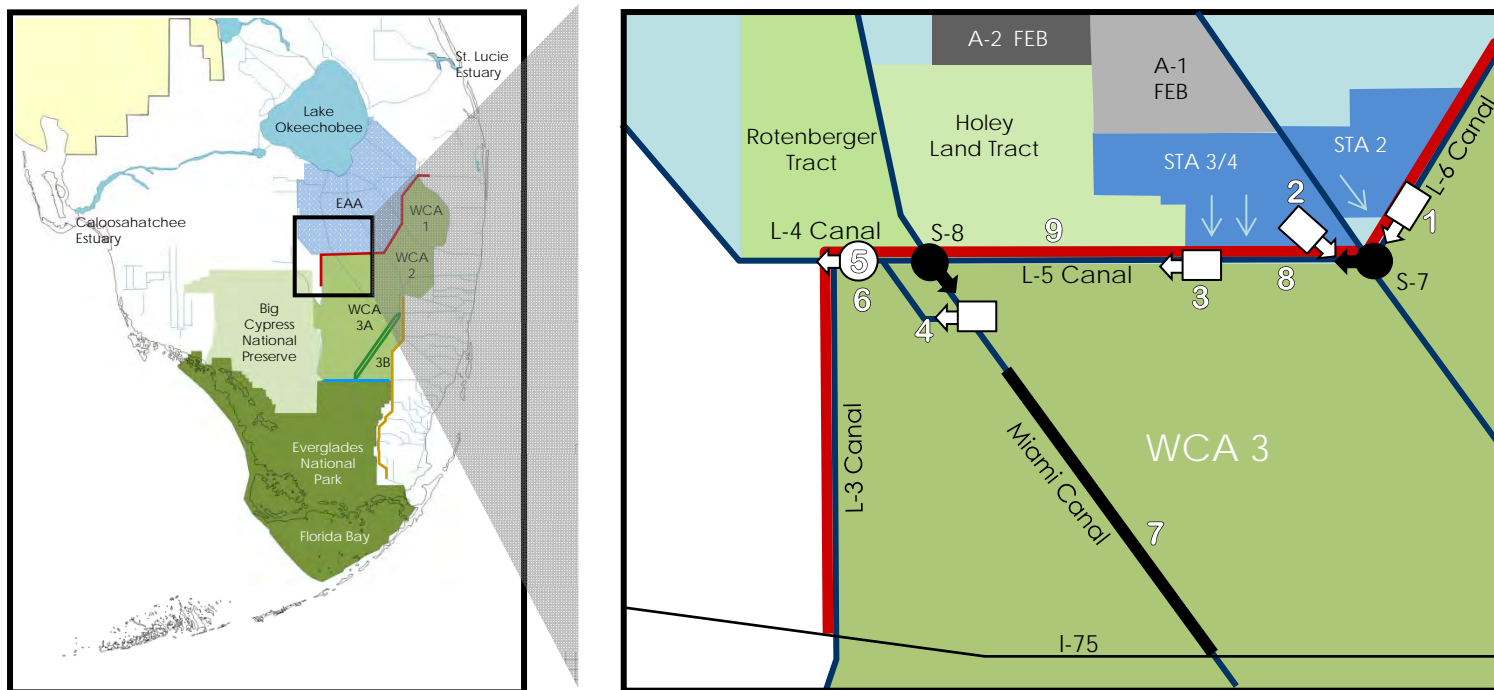 St. Lucie
Estuary
Lake
Okeechobee
EAA
WCA
1
WCA
2
Caloosahatchee
Estuary
WCA
3A
Big
Cypress
National
Preserve
3B
Everglades
National
Park
Florida Bay
A-2 FEB
A-1
FEB
Rotenberger
Tract
Holey
Land Tract
STA 3/4
STA 2
L-6 Canal
2
1
L-4 Canal
S-8
9
5
6
L-5 Canal
3
8
S-7
4
L-3 Canal
Miami Canal
WCA 3
7
I-75